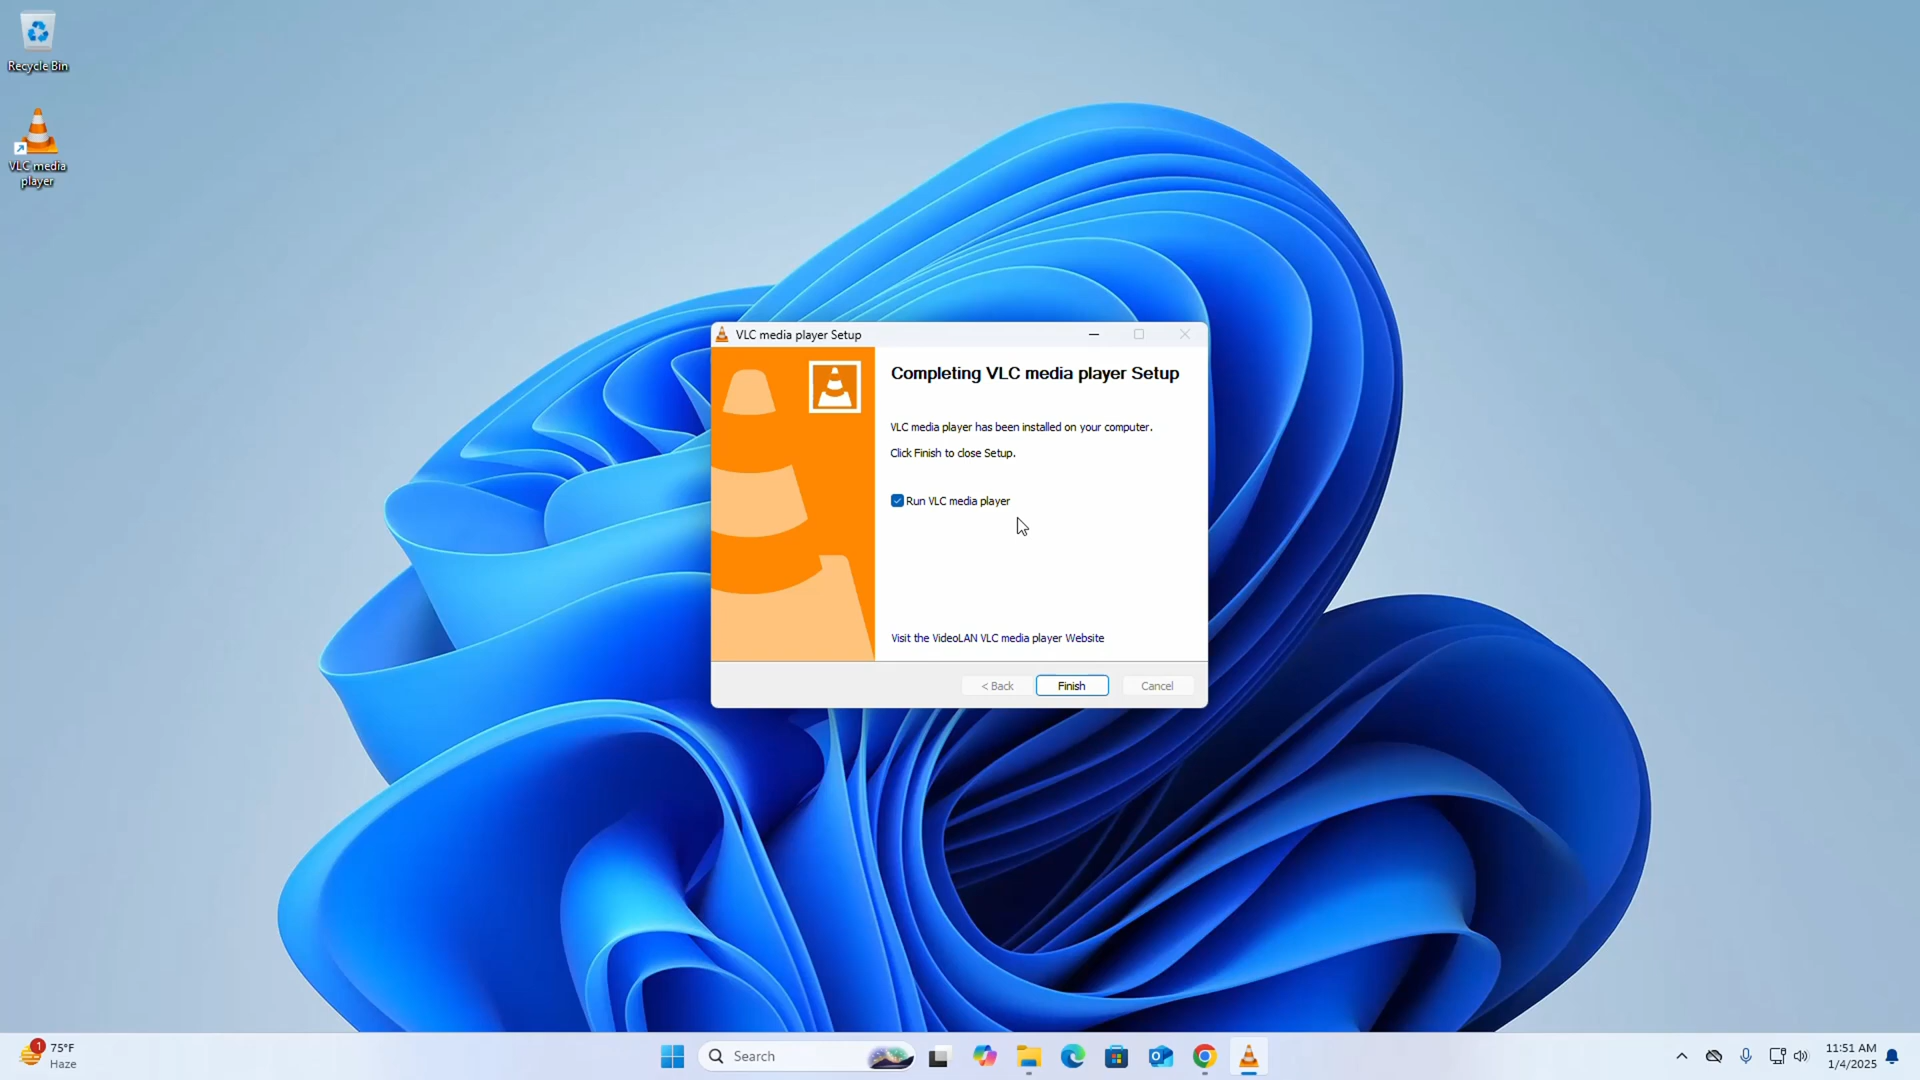 Recycle Bin
VLC media
player
VLC media player Setup
Completing VLC media player Setup
VLC media player has been installed on your computer.
Click Finish to close Setup.
Run VLC media player
Visit the VideoLAN VLC media player Website
< Back
Finish
Cancel
1
75°F
Haze
Search
11:51 AM
1/4/2025